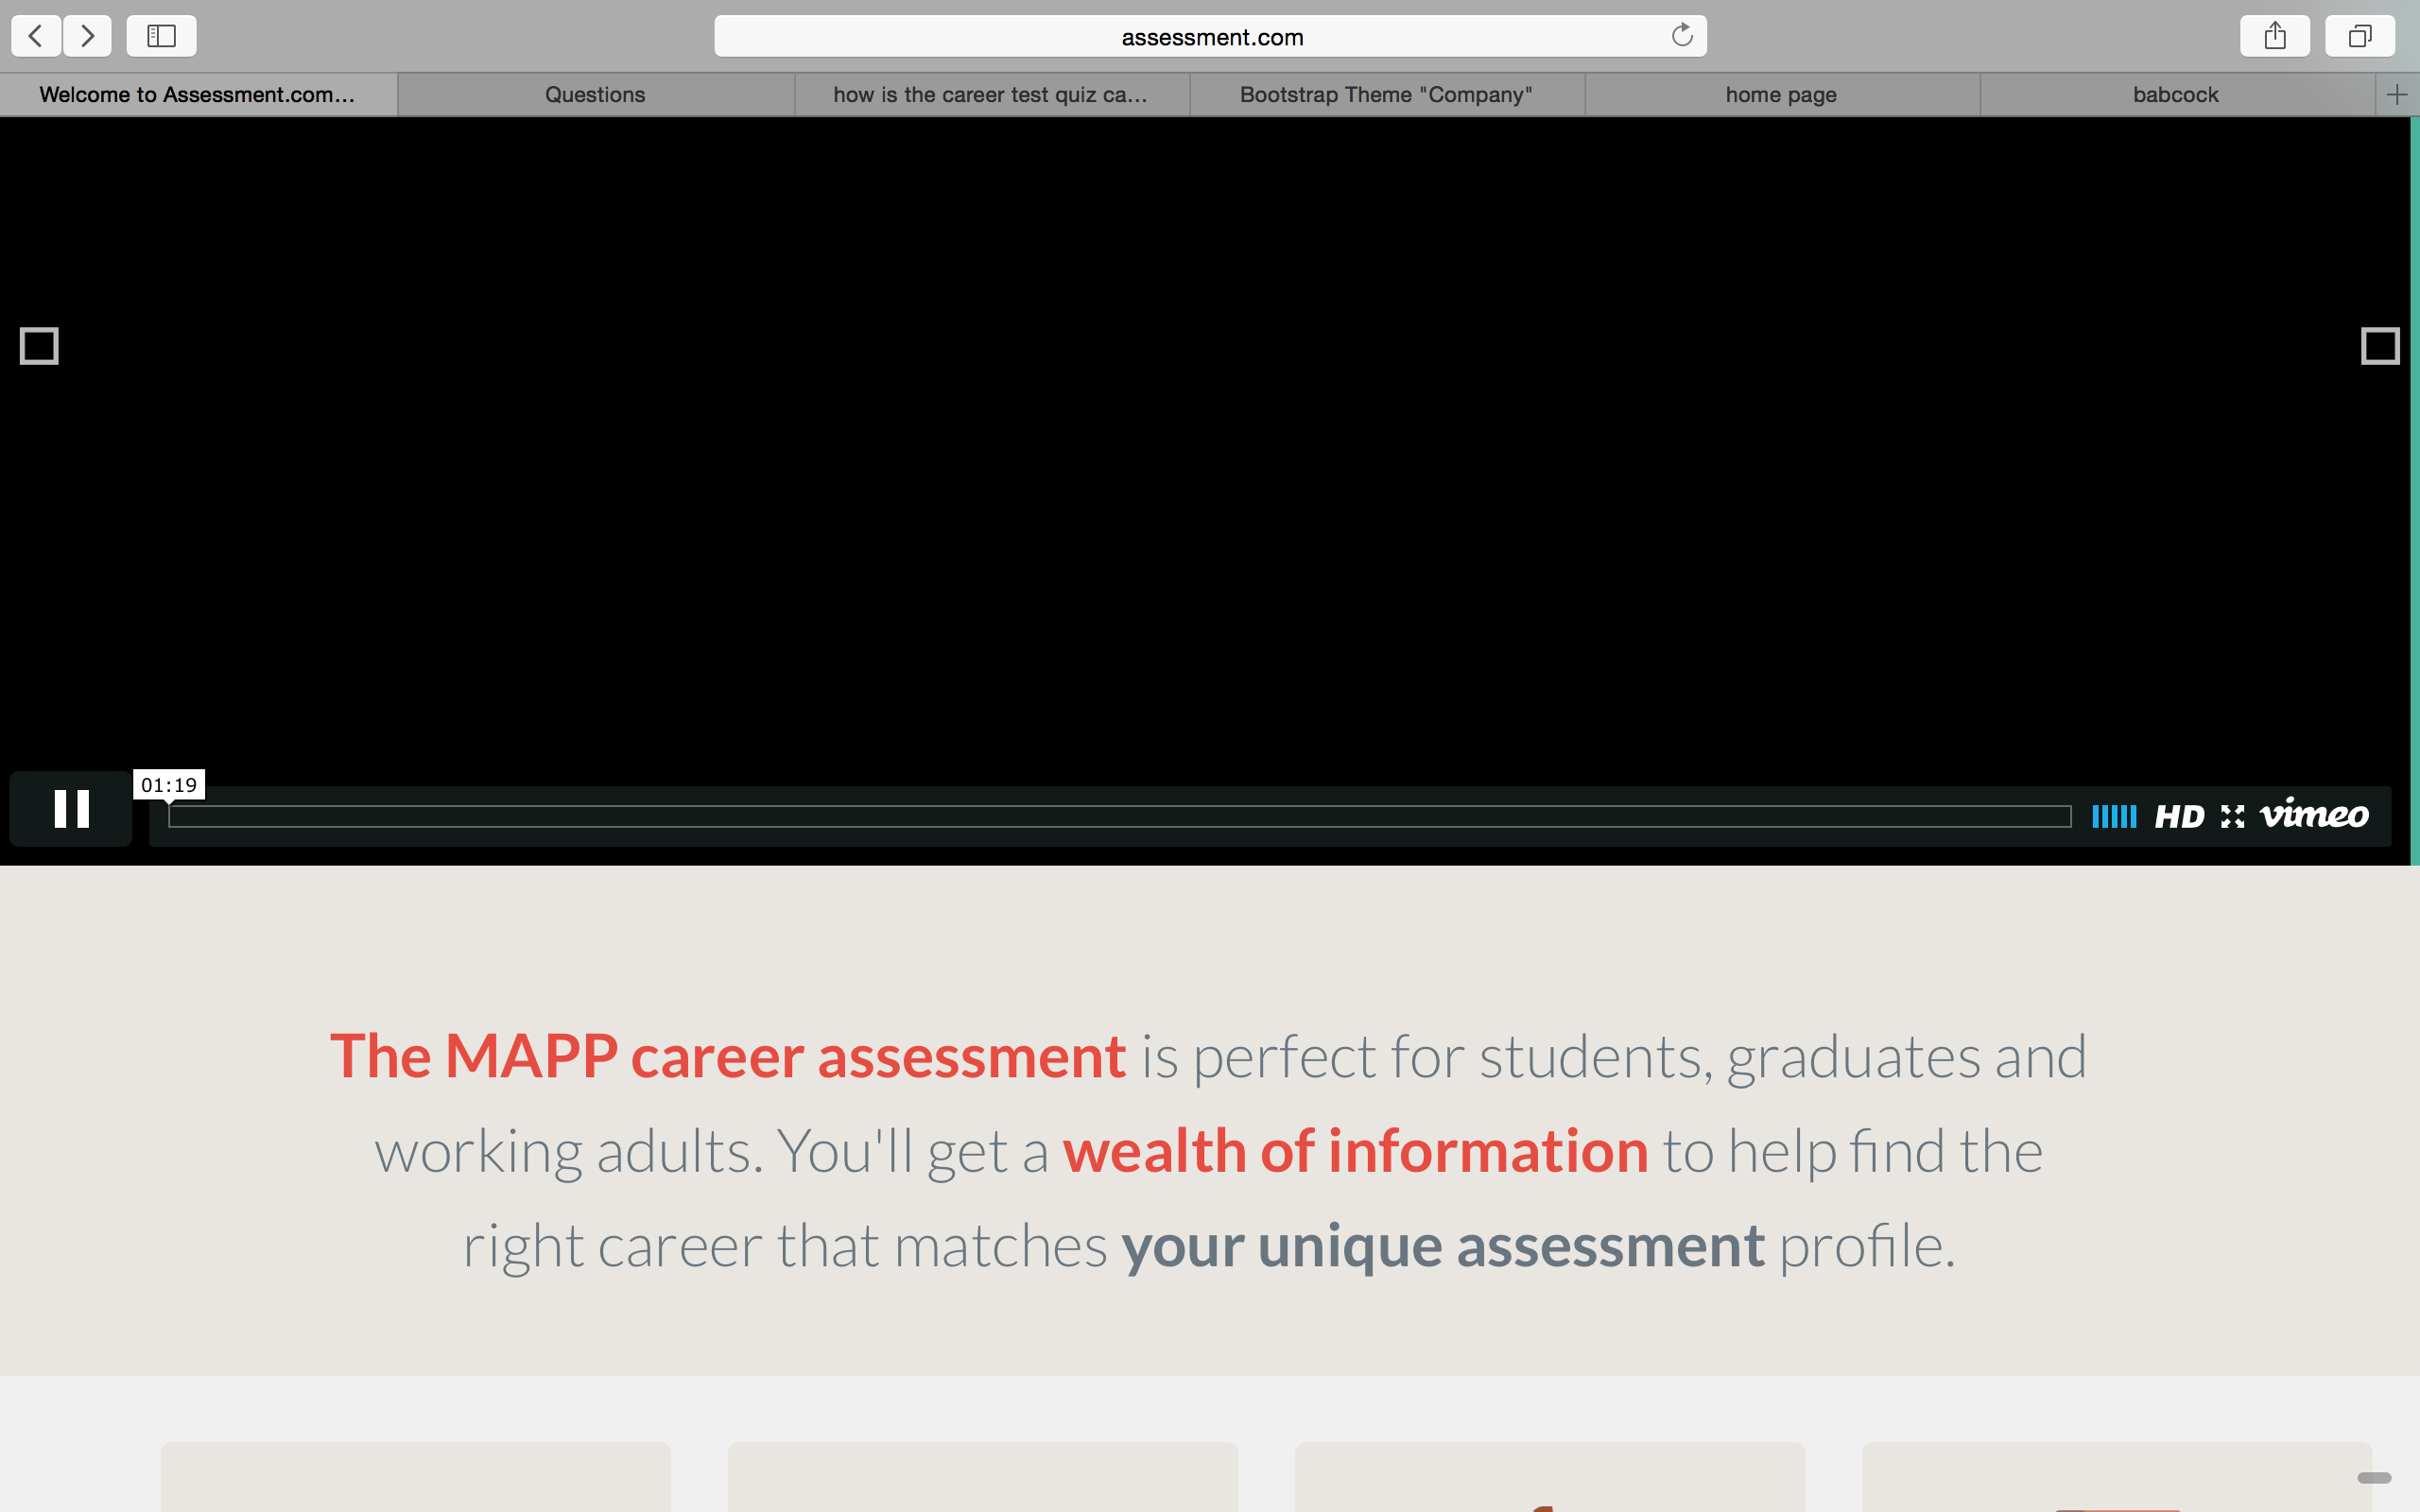 assessment.com
Welcome to Assessment.com...
Questions
how is the career test quiz ca...
Bootstrap Theme "Company"
home page
babcock
01:19
HD
vimeo
The MAPP career assessment is perfect for students, graduates and
working adults. You'll get a wealth of information to help find the
right career that matches your unique assessment profile.